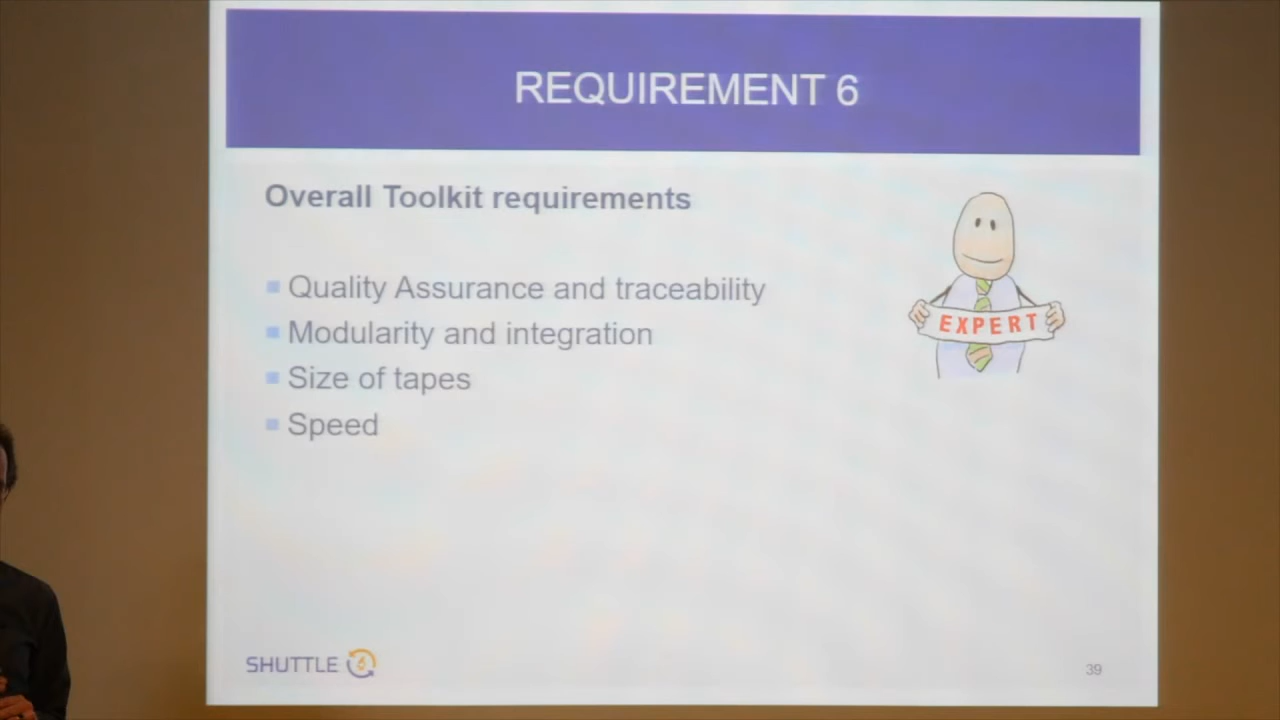 REQUIREMENT 6
Overall Toolkit requirements
Quality Assurance and traceability
Modularity and integration
Size of tapes
Speed
EXPERT
SHUTTLE
39